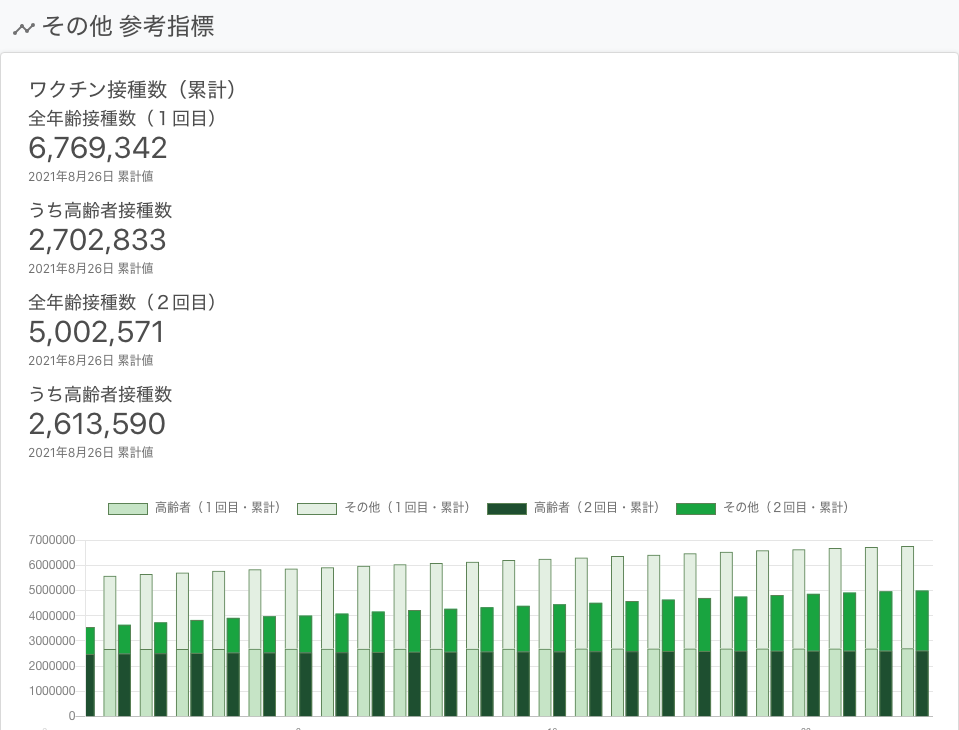 その他 参考指標
ワクチン接種数（累計）
全年齢接種数（１回目）
6,769,342
2021年8月26日 累計値
うち高齢者接種数
2,702,833
2021年8月26日 累計値
全年齢接種数（２回目）
5,002,571
2021年8月26日 累計値
うち高齢者接種数
2,613,590
2021年8月26日 累計値
高齢者（１回目・累計） その他（１回目・累計） 高齢者（２回目・累計） その他（２回目・累計）
7000000
6000000
5000000
4000000
3000000
2000000
1000000
0